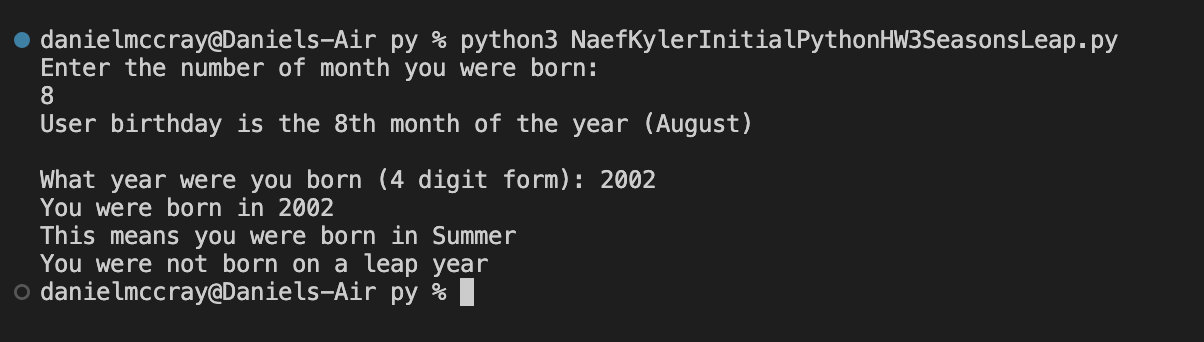 danielmccray@Daniels-Air py % python3 NaefKylerInitialPythonHW3SeasonsLeap.py
Enter the number of month you were born:
8
User birthday is the 8th month of the year (August)
What year were you born (4 digit form): 2002
You were born in 2002
This means you were born in Summer
You were not born on a leap year
danielmccray@Daniels-Air py %